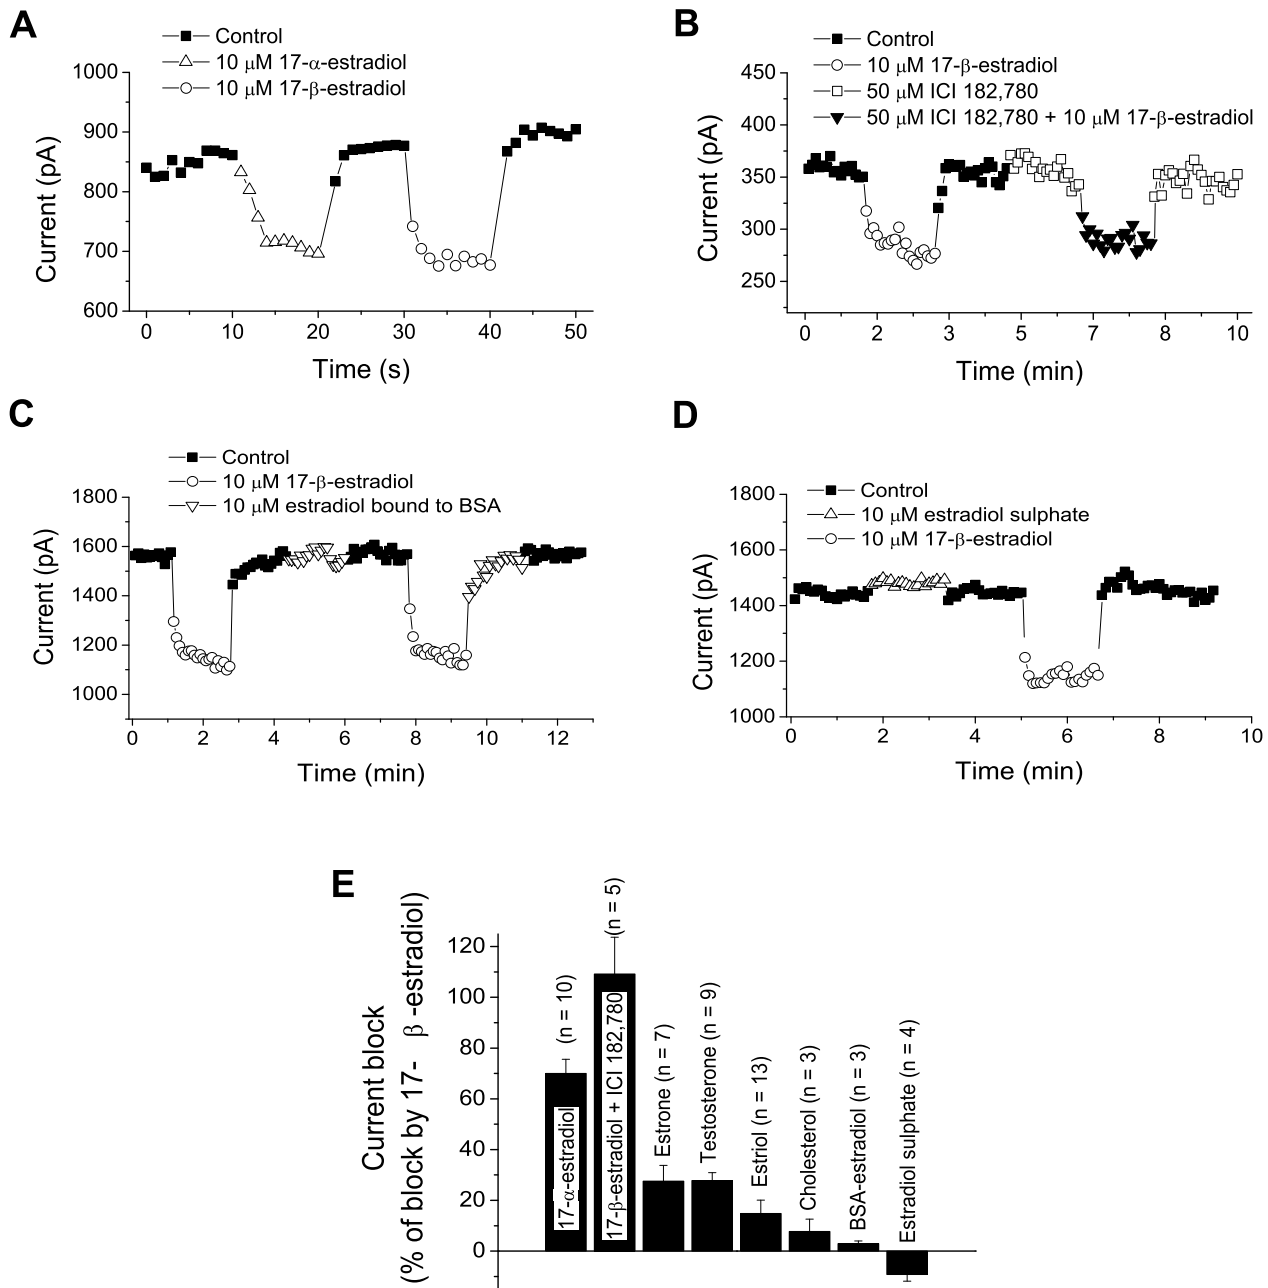 A
Control
10 μM 17-α-estradiol
10 μM 17-β-estradiol
1000
900
800
700
600
Current (pA)
0 10 20 30 40 50
Time (s)
B
Control
10 μM 17-β-estradiol
50 μM ICI 182,780
50 μM ICI 182,780 + 10 μM 17-β-estradiol
450
400
350
300
250
Current (pA)
0 2 3 5 7 8 10
Time (min)
C
Control
10 μM 17-β-estradiol
10 μM estradiol bound to BSA
1800
1600
1400
1200
1000
Current (pA)
0 2 4 6 8 10 12
Time (min)
D
Control
10 μM estradiol sulphate
10 μM 17-β-estradiol
1800
1600
1400
1200
1000
Current (pA)
0 2 4 6 8 10
Time (min)
E
Current block
(% of block by 17- β -estradiol)
120
100
80
60
40
20
0
17-α-estradiol (n = 10)
17-β-estradiol + ICI 182,780 (n = 5)
Estrone (n = 7)
Testosterone (n = 9)
Estriol (n = 13)
Cholesterol (n = 3)
BSA-estradiol (n = 3)
Estradiol sulphate (n = 4)